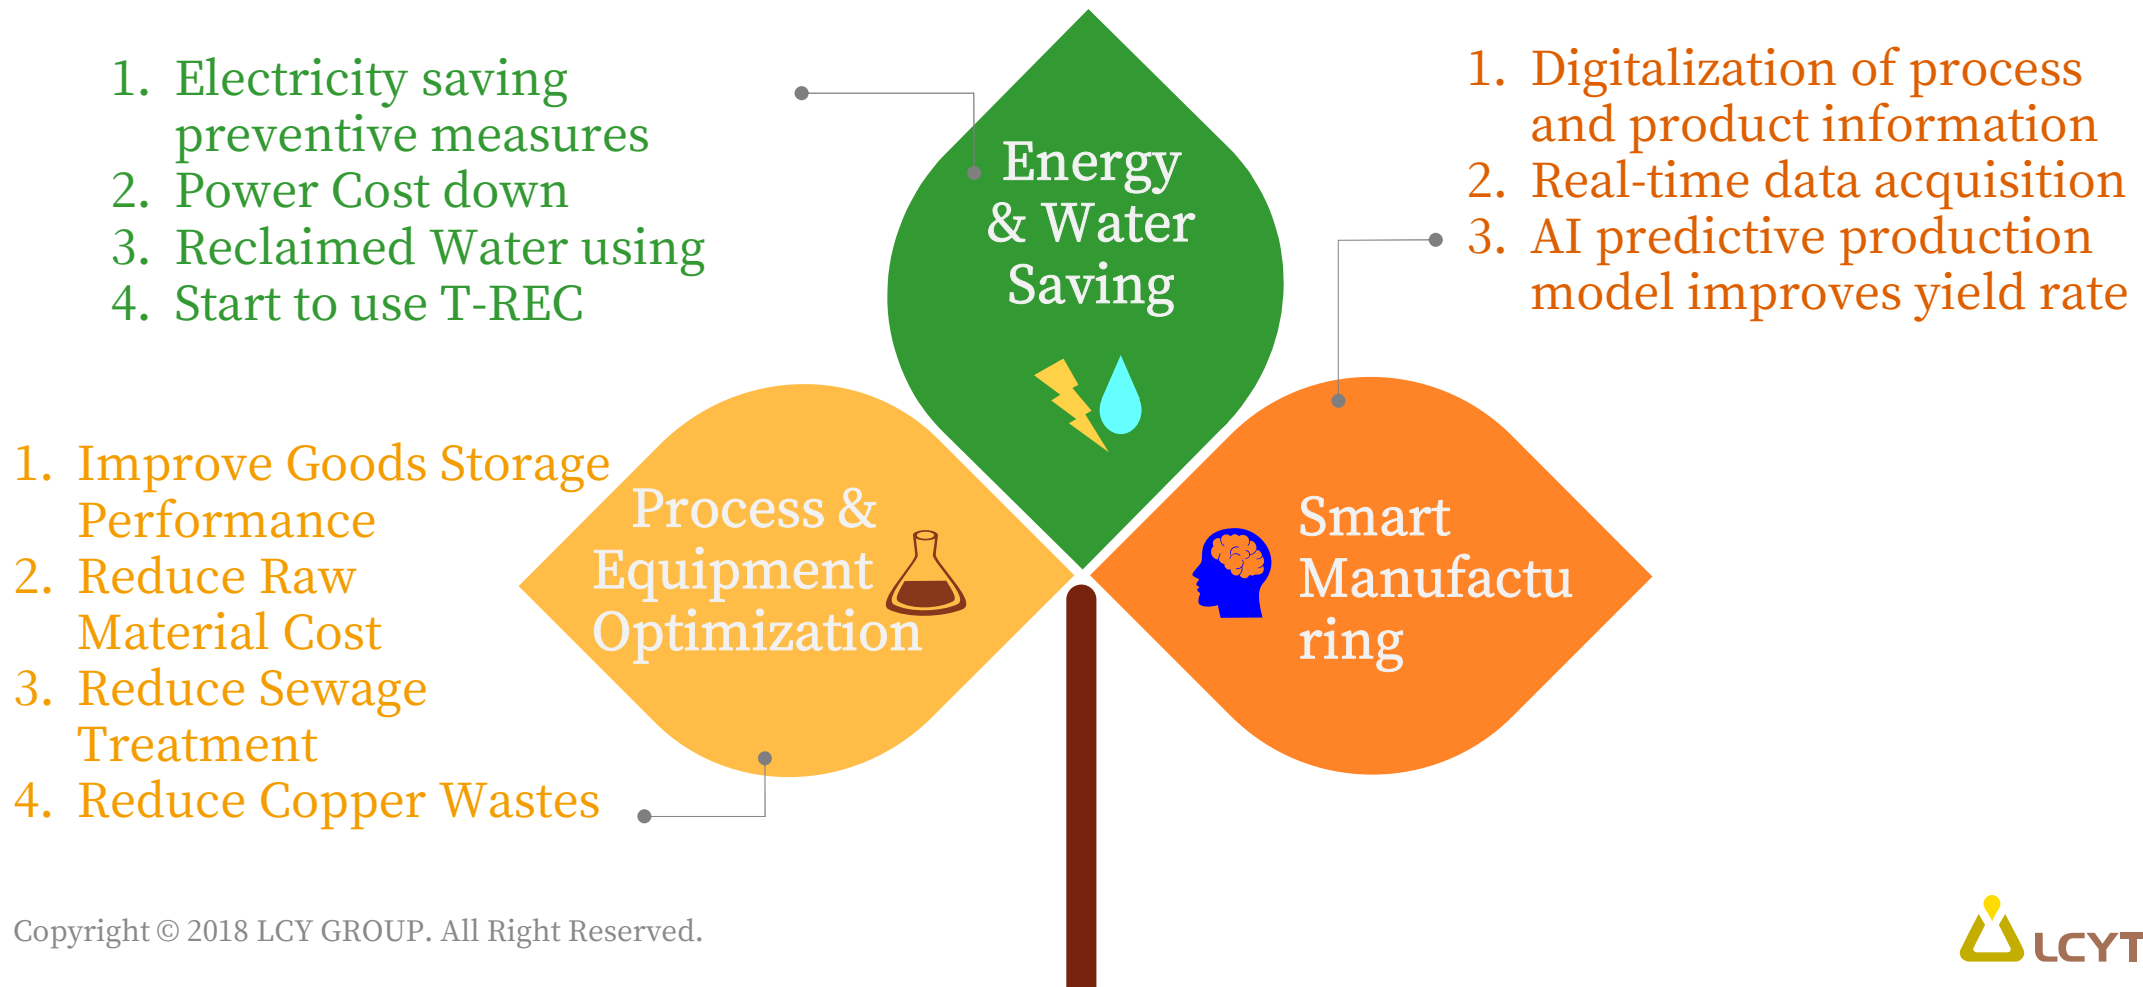 1. Electricity saving
preventive measures
2. Power Cost down
3. Reclaimed Water using
4. Start to use T-REC
Energy
& Water
Saving
1. Digitalization of process
and product information
2. Real-time data acquisition
3. AI predictive production
model improves yield rate
1. Improve Goods Storage
Performance
2. Reduce Raw
Material Cost
3. Reduce Sewage
Treatment
4. Reduce Copper Wastes
Process &
Equipment
Optimization
Smart
Manufactu
ring
Copyright © 2018 LCY GROUP. All Right Reserved.
LCYT